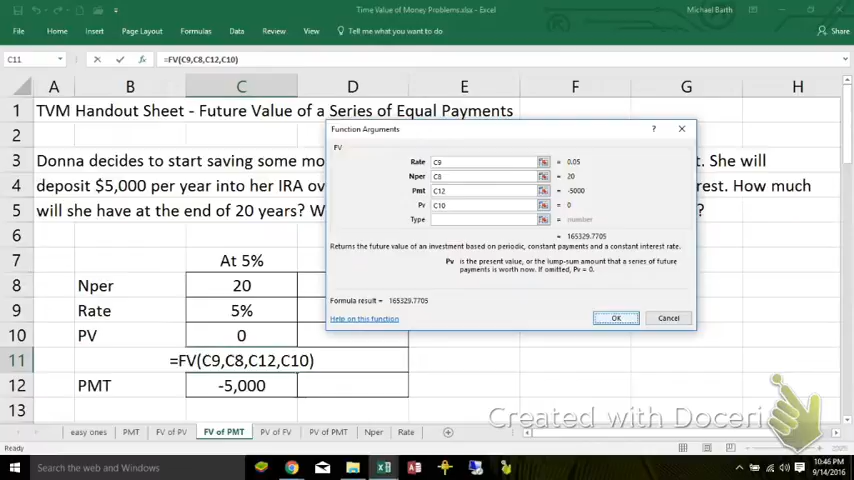 Time Value of Money Problems.xlsx - Excel
Michael Barth
File Home Insert Page Layout Formulas Data Review View Tell me what you want to do Share
C11 =FV(C9,C8,C12,C10)
A B C D E F G H
1 TVM Handout Sheet - Future Value of a Series of Equal Payments
2
3 Donna decides to start saving some mo t. She will
4 deposit $5,000 per year into her IRA ov rest. How much
5 will she have at the end of 20 years? W ?
6
7 At 5%
8 Nper 20
9 Rate 5%
10 PV 0
11 =FV(C9,C8,C12,C10)
12 PMT -5,000
13
Function Arguments ?
FV
Rate C9 = 0.05
Nper C8 = 20
Pmt C12 = -5000
Pv C10 = 0
Type = number
= 165329.7705
Returns the future value of an investment based on periodic, constant payments and a constant interest rate.
Pv is the present value, or the lump-sum amount that a series of future
payments is worth now. If omitted, Pv = 0.
Formula result = 165329.7705
Help on this function OK Cancel
Created with Doceri
easy ones PMT FV of PV FV of PMT PV of FV PV of PMT Nper Rate
Ready
Search the web and Windows
10:46 PM
9/14/2016